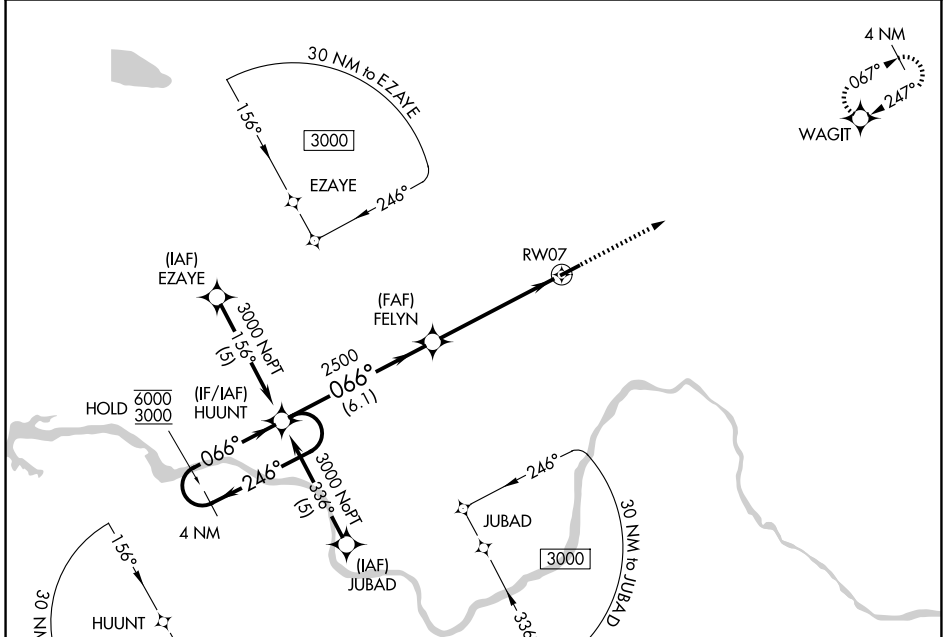 4 NM
067°
247°
WAGIT
30 NM to EZAYE
156°
3000
EZAYE
246°
(IAF)
EZAYE
3000 NoPT
156°
(5)
RW07
(FAF)
FELYN
2500
066°
(6.1)
(IF/IAF)
HUUNT
HOLD
6000
3000
066°
246°
4 NM
3000 NoPT
336°
(5)
(IAF)
JUBAD
246°
JUBAD
3000
30 NM to JUBAD
336
156°
HUUNT
30 NM